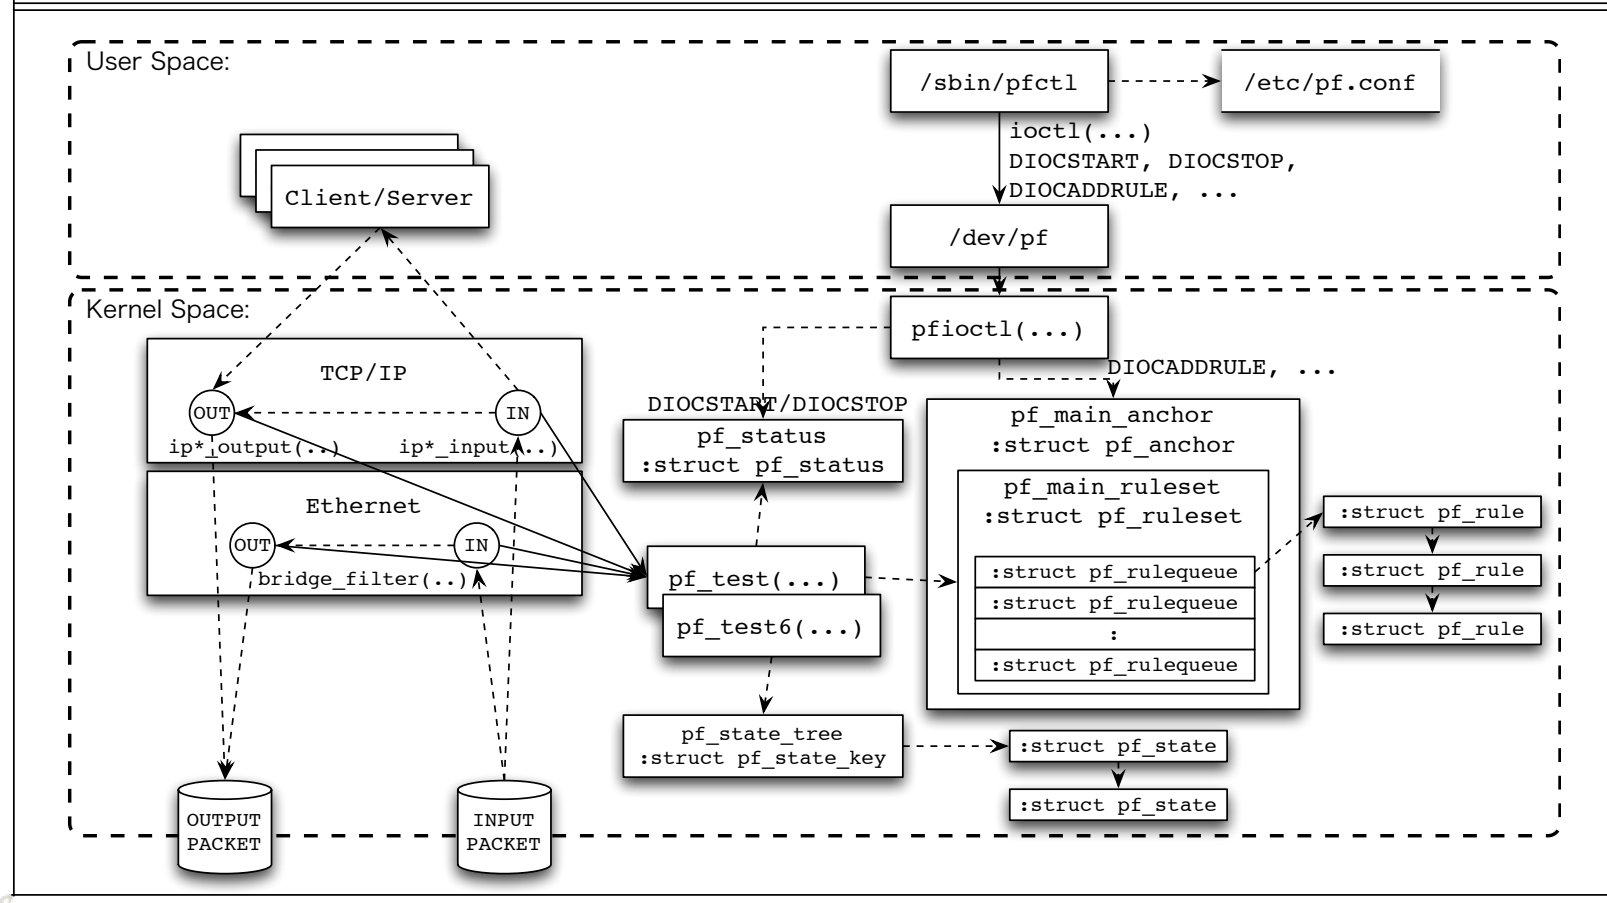 User Space:
/sbin/pfctl
/etc/pf.conf
ioctl(...)
DIOCSTART, DIOCSTOP,
DIOCADDRULE, ...
Client/Server
/dev/pf
Kernel Space:
pfioctl(...)
DIOCADDRULE, ...
TCP/IP
OUT
IN
ip*_output(..)
ip*_input(..)
DIOCSTART/DIOCSTOP
pf_status
:struct pf_status
pf_main_anchor
:struct pf_anchor
pf_main_ruleset
:struct pf_ruleset
Ethernet
OUT
IN
bridge_filter(..)
:struct pf_rule
:struct pf_rule
:struct pf_rule
pf_test(...)
pf_test6(...)
:struct pf_rulequeue
:struct pf_rulequeue
:
:struct pf_rulequeue
pf_state_tree
:struct pf_state_key
:struct pf_state
:struct pf_state
OUTPUT
PACKET
INPUT
PACKET